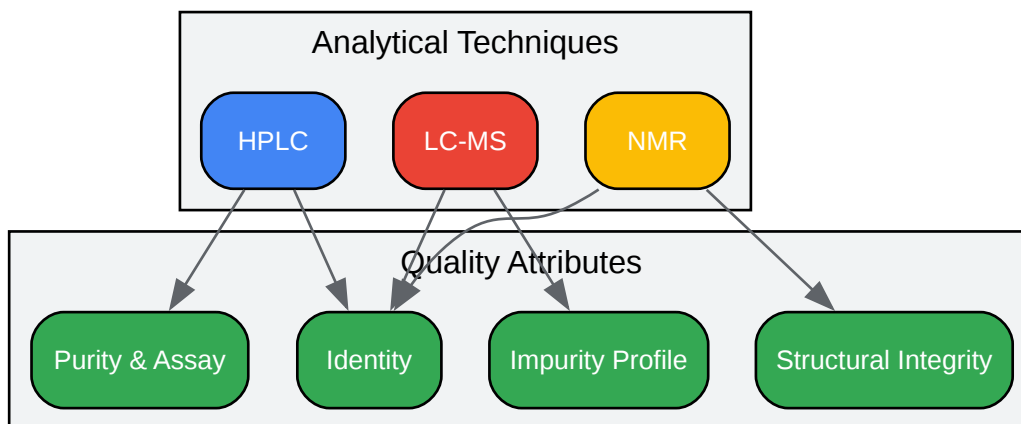 Analytical Techniques
HPLC
LC-MS
NMR
Quality Attributes
Purity & Assay
Identity
Impurity Profile
Structural Integrity